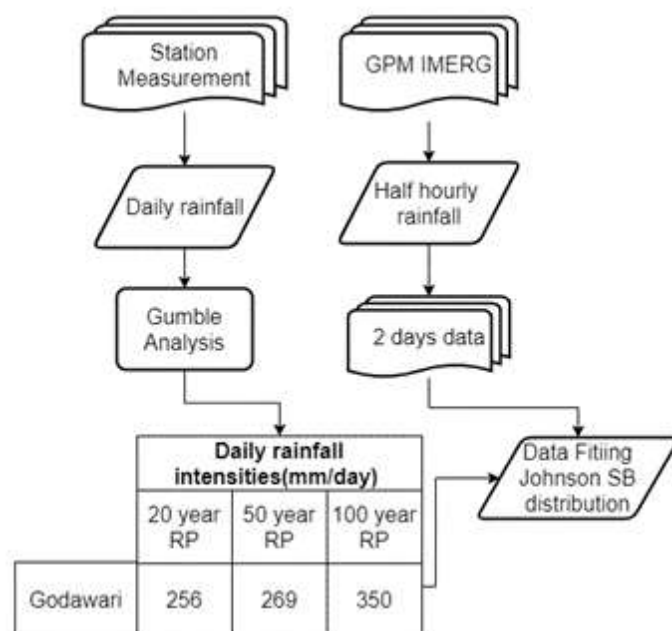 Station
Measurement
GPM IMERG
Daily rainfall
Half hourly
rainfall
Gumble
Analysis
2 days data
Daily rainfall
intensities(mm/day)
20 year
RP
50 year
RP
100 year
RP
Data Fitiing
Johnson SB
distribution
Godawari
256
269
350